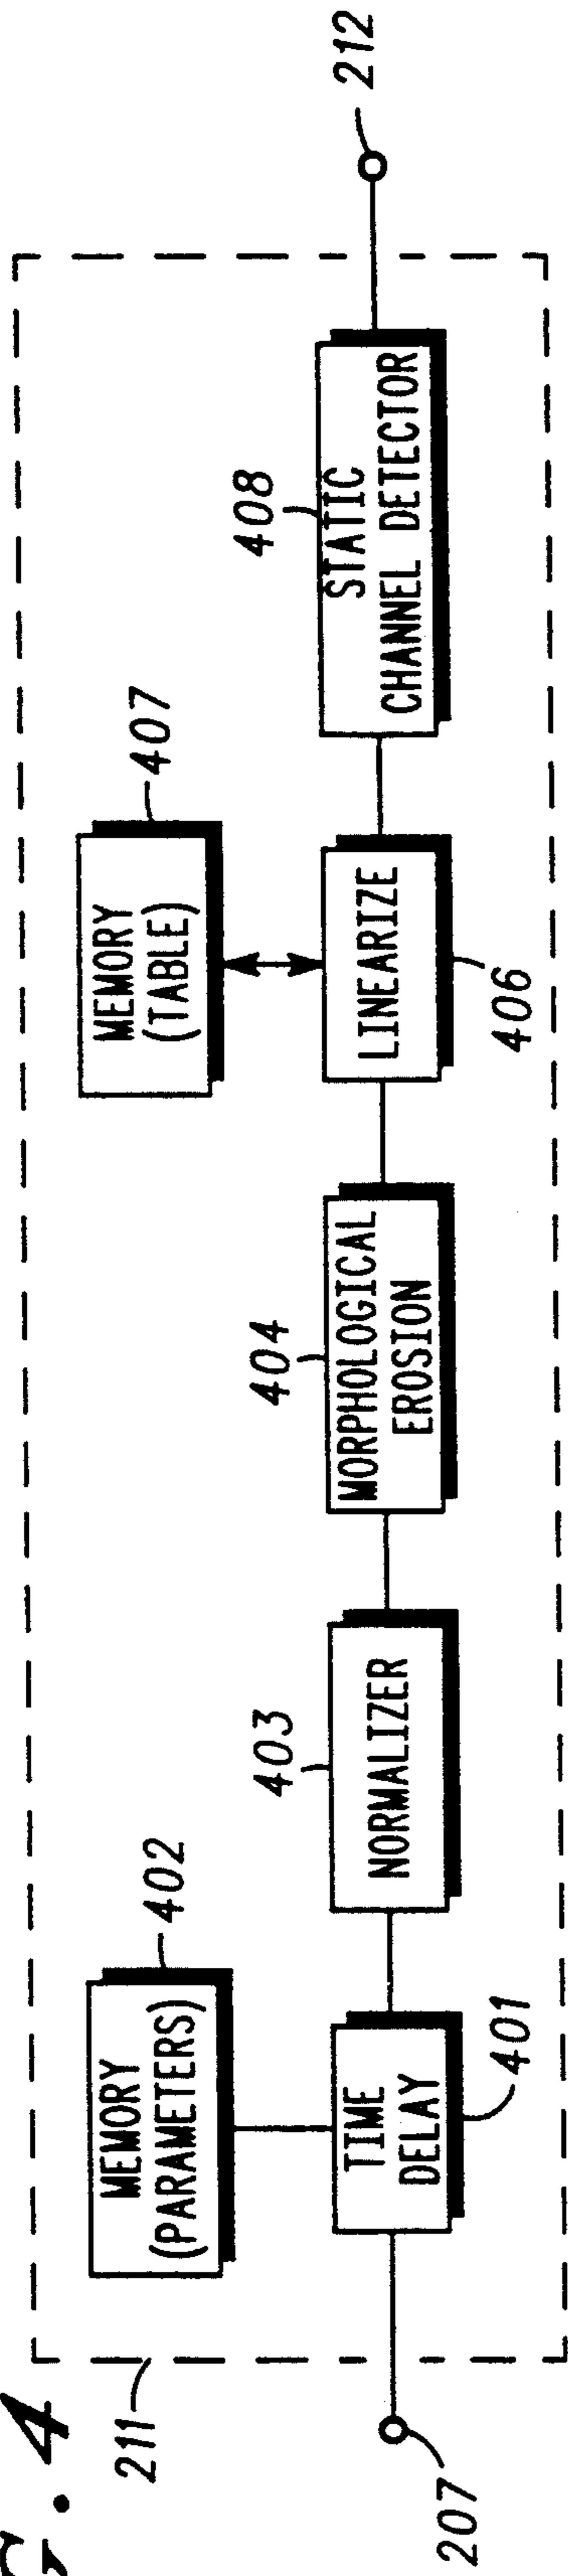 G. 4
211
207
MEMORY
(PARAMETERS)
402
TIME
DELAY
401
403
NORMALIZER
404
MORPHOLOGICAL
EROSION
MEMORY
(TABLE)
407
LINEARIZE
406
408
STATIC
CHANNEL DETECTOR
212